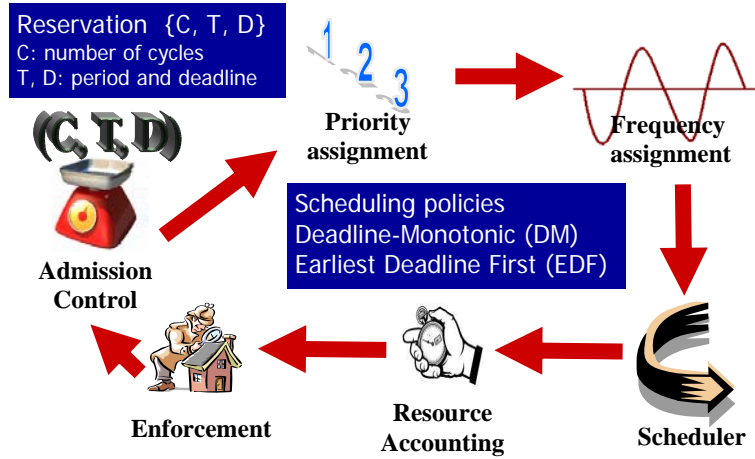 Reservation {C, T, D}
C: number of cycles
T, D: period and deadline
1
2
3
Priority
assignment
Frequency
assignment
(C, T, D)
Admission
Control
Scheduling policies
Deadline-Monotonic (DM)
Earliest Deadline First (EDF)
Enforcement
Resource
Accounting
Scheduler